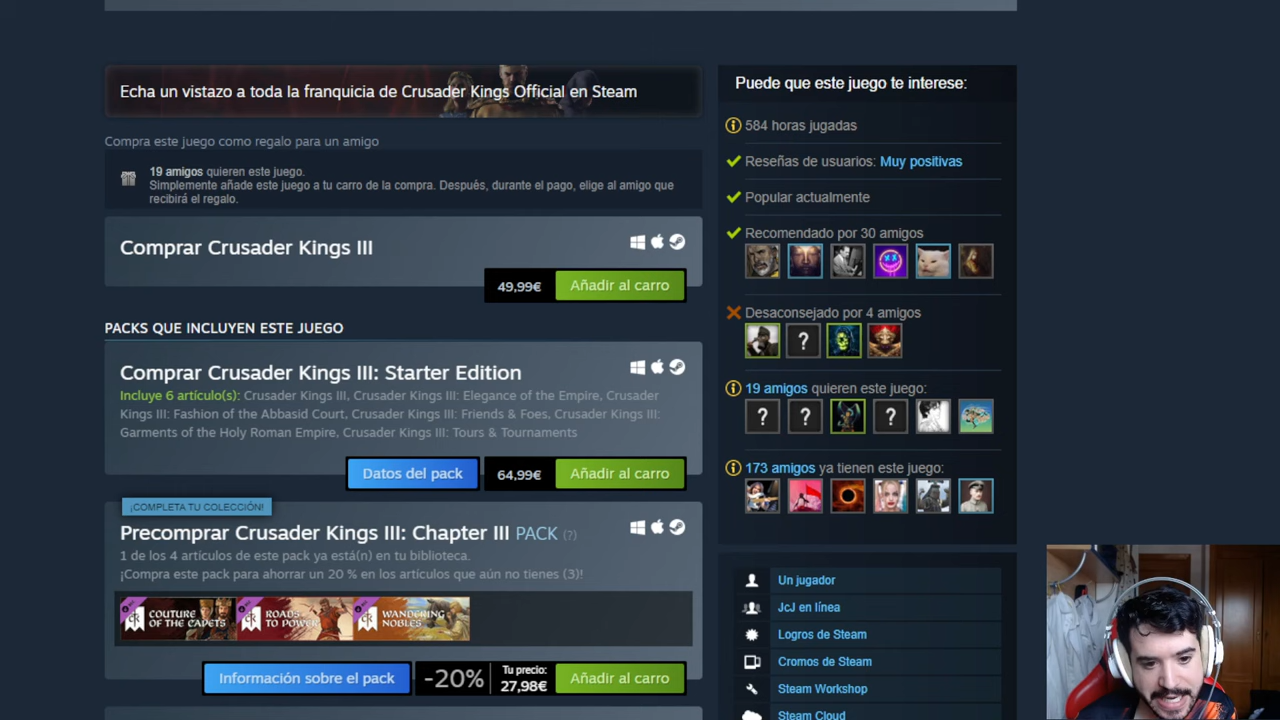 Echa un vistazo a toda la franquicia de Crusader Kings Official en Steam
Compra este juego como regalo para un amigo
19 amigos quieren este juego.
Simplemente añade este juego a tu carro de la compra. Después, durante el pago, elige al amigo que
recibirá el regalo.
Comprar Crusader Kings III
49,99€
Añadir al carro
PACKS QUE INCLUYEN ESTE JUEGO
Comprar Crusader Kings III: Starter Edition
Incluye 6 artículo(s): Crusader Kings III, Crusader Kings III: Elegance of the Empire, Crusader
Kings III: Fashion of the Abbasid Court, Crusader Kings III: Friends & Foes, Crusader Kings III:
Garments of the Holy Roman Empire, Crusader Kings III: Tours & Tournaments
Datos del pack
64,99€
Añadir al carro
¡COMPLETA TU COLECCIÓN!
Precomprar Crusader Kings III: Chapter III PACK (?)
1 de los 4 artículos de este pack ya está(n) en tu biblioteca.
¡Compra este pack para ahorrar un 20 % en los artículos que aún no tienes (3)!
COUTURE
OF THE CAPETS
ROADS
TO POWER
WANDERING
NOBLES
Información sobre el pack
-20%
Tu precio:
27,98€
Añadir al carro
Puede que este juego te interese:
584 horas jugadas
Reseñas de usuarios: Muy positivas
Popular actualmente
Recomendado por 30 amigos
Desaconsejado por 4 amigos
?
19 amigos quieren este juego:
? ? ?
173 amigos ya tienen este juego:
Un jugador
JcJ en línea
Logros de Steam
Cromos de Steam
Steam Workshop
Steam Cloud